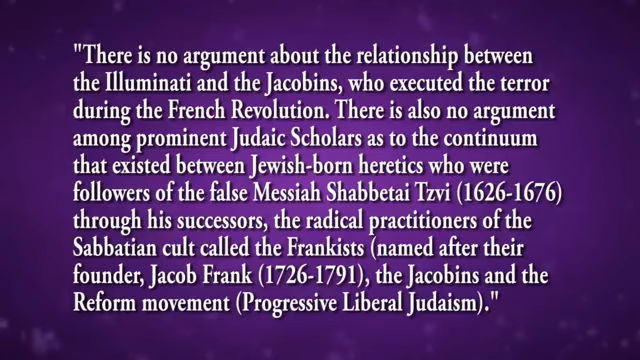 "There is no argument about the relationship between
the Illuminati and the Jacobins, who executed the terror
during the French Revolution. There is also no argument
among prominent Judaic Scholars as to the continuum
that existed between Jewish-born heretics who were
followers of the false Messiah Shabbetai Tzvi (1626-1676)
through his successors, the radical practitioners of the
Sabbatian cult called the Frankists (named after their
founder, Jacob Frank (1726-1791), the Jacobins and the
Reform movement (Progressive Liberal Judaism)."